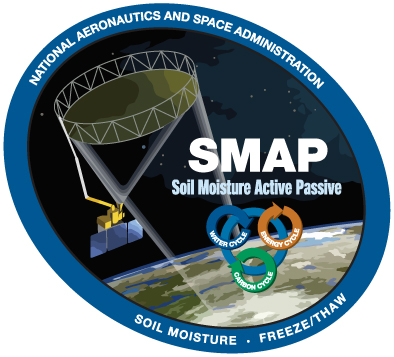 NATIONAL AERONAUTICS AND SPACE ADMINISTRATION
SMAP
Soil Moisture Active Passive
WATER CYCLE
ENERGY CYCLE
CARBON CYCLE
SOIL MOISTURE · FREEZE/THAW